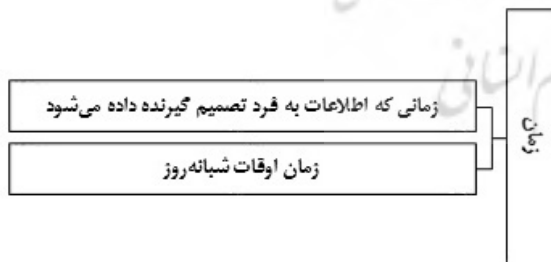 زمان
زمانی که اطلاعات به فرد تصمیم گیرنده داده می‌شود
زمان اوقات شبانه‌روز